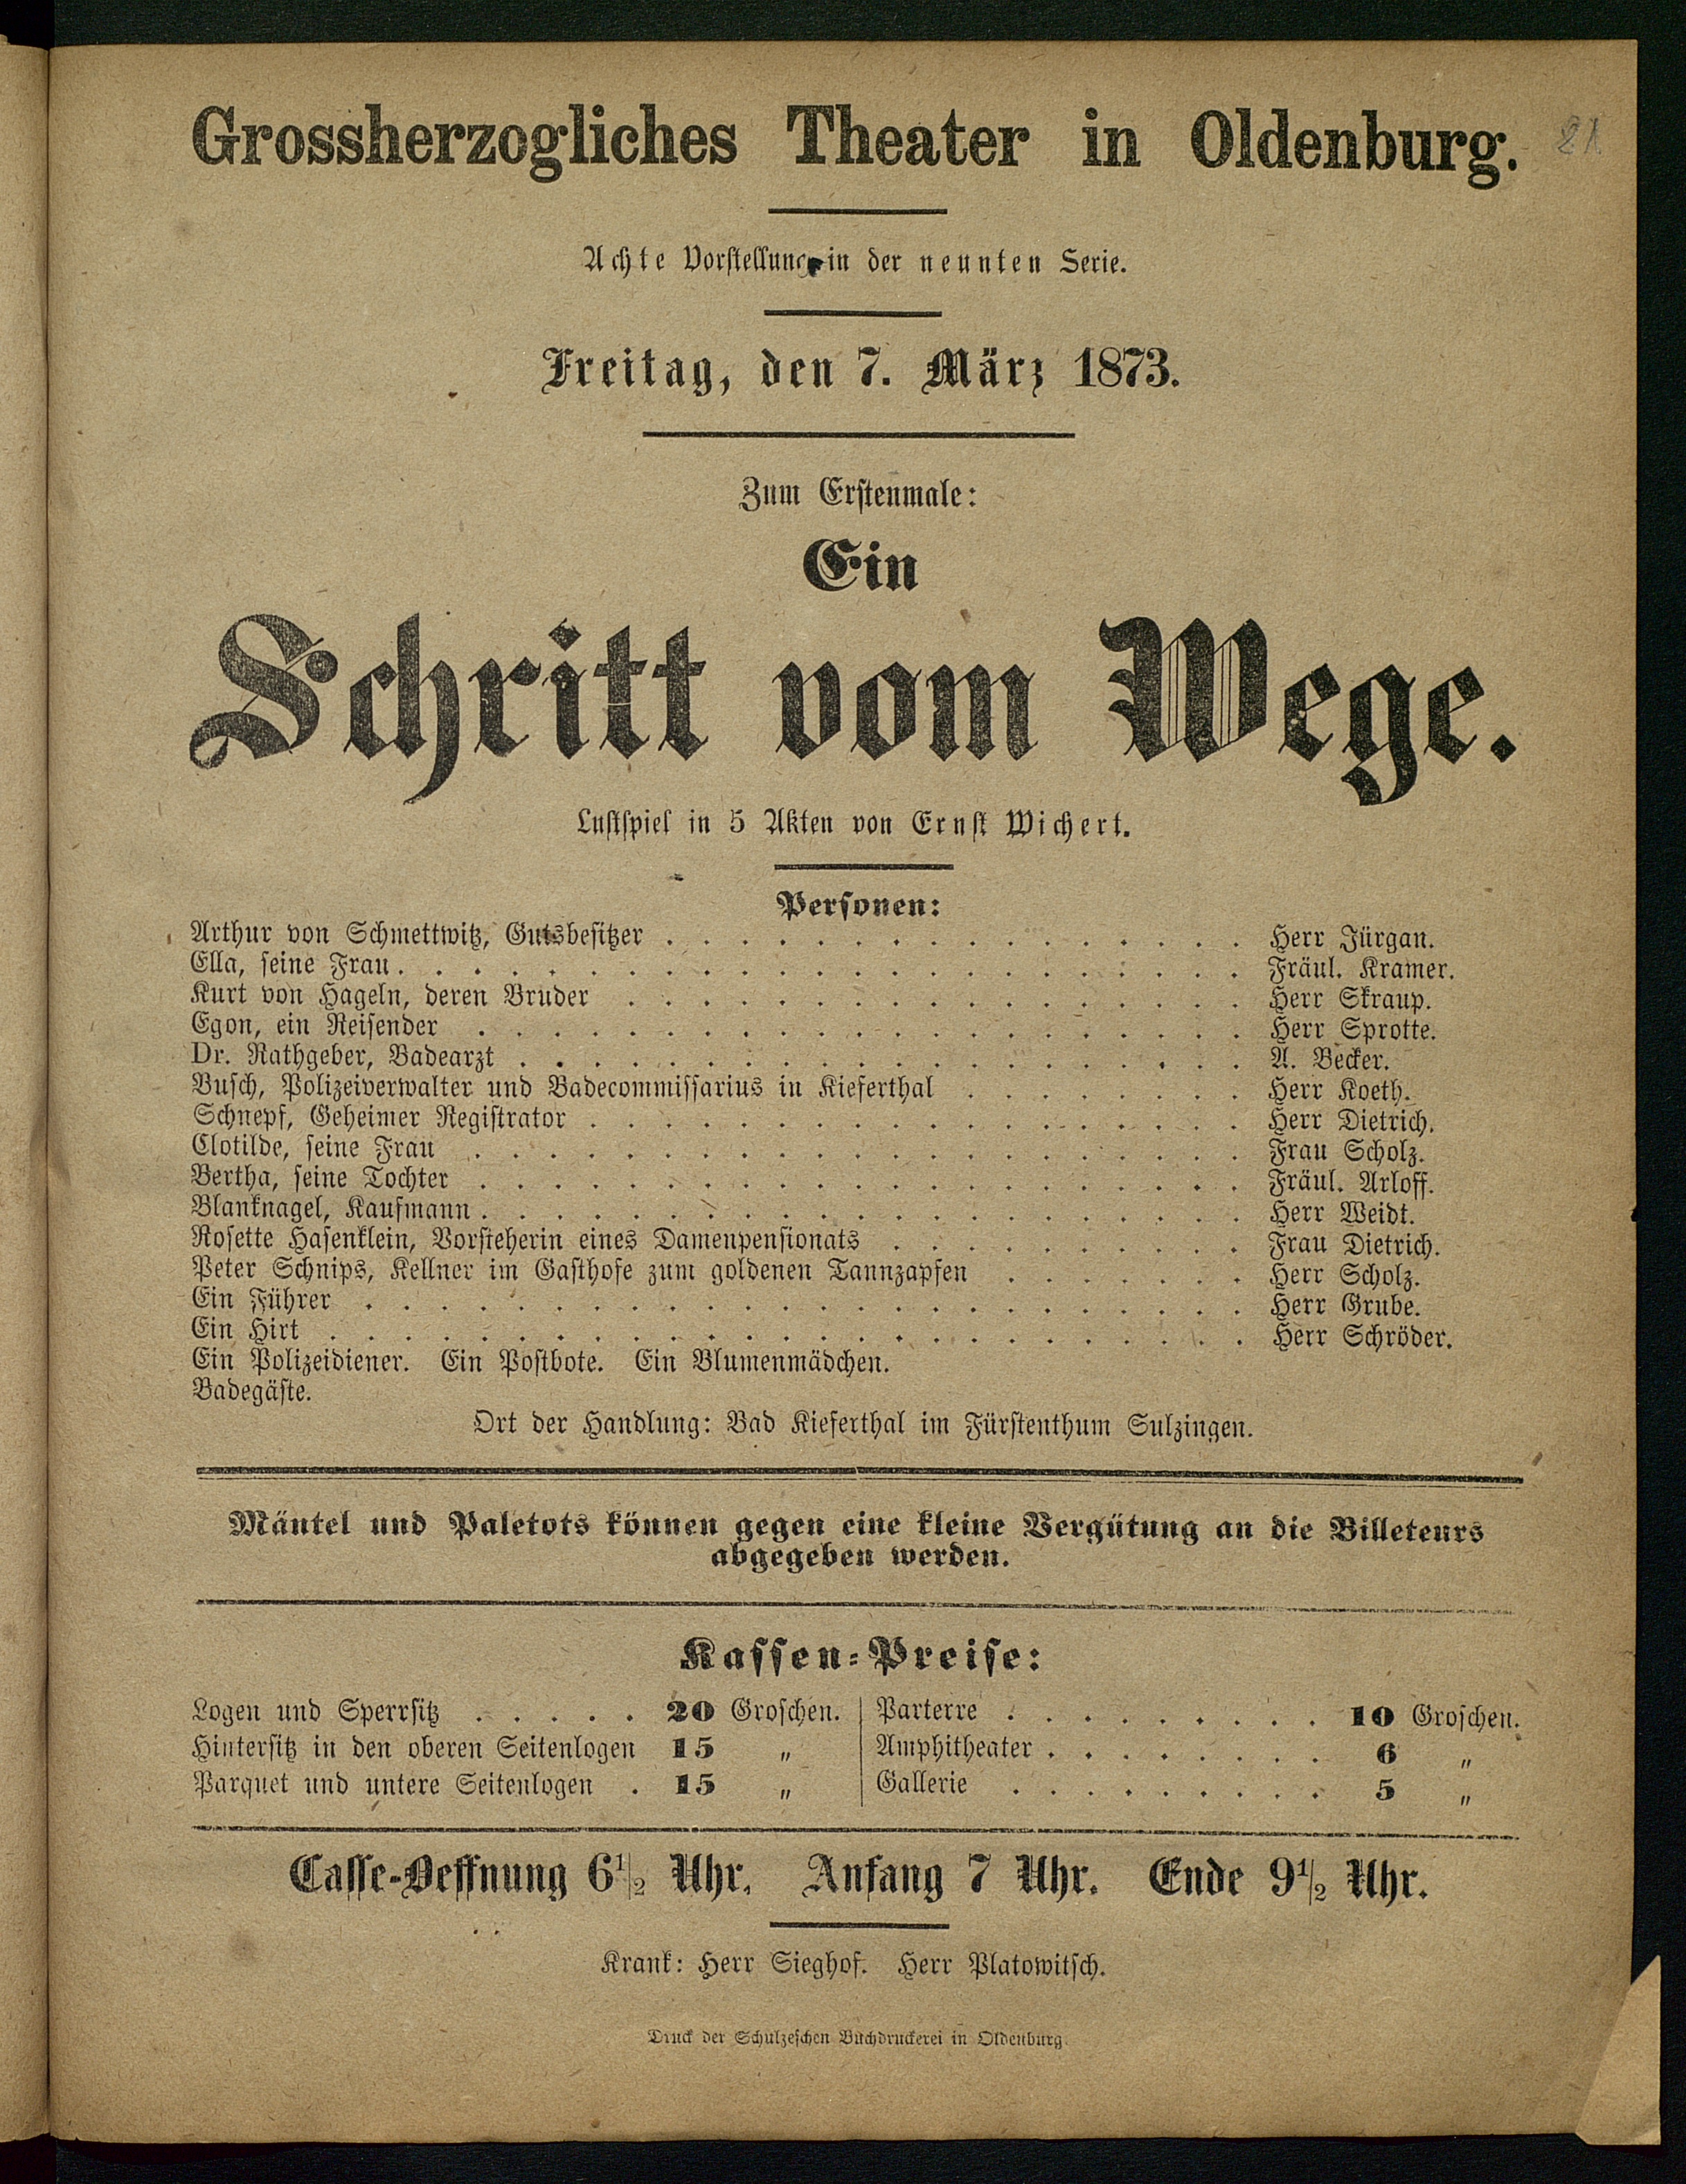 Grossherzogliches Theater in Oldenburg.
21
Achte Vorstellung in der neunten Serie.
Freitag, den 7. März 1873.
Zum Erstenmale:
Ein
Schritt vom Wege.
Lustspiel in 5 Akten von Ernst Wichert.
Personen:
Arthur von Schmettwitz, Gutsbesitzer . . . . . . . . . . . . . . . . Herr Jürgan.
Ella, seine Frau . . . . . . . . . . . . . . . . . . . . . . . Fräul. Kramer.
Kurt von Hageln, deren Bruder . . . . . . . . . . . . . . . . . Herr Skraup.
Egon, ein Reisender . . . . . . . . . . . . . . . . . . . . . Herr Sprotte.
Dr. Rathgeber, Badearzt . . . . . . . . . . . . . . . . . . . . A. Becker.
Busch, Polizeiverwalter und Badecommissarius in Kieferthal . . . . . . . . Herr Koeth.
Schnepf, Geheimer Registrator . . . . . . . . . . . . . . . . . . Herr Dietrich.
Clotilde, seine Frau . . . . . . . . . . . . . . . . . . . . . Frau Scholz.
Bertha, seine Tochter . . . . . . . . . . . . . . . . . . . . . Fräul. Arloff.
Blanknagel, Kaufmann . . . . . . . . . . . . . . . . . . . . . Herr Weidt.
Rosette Hasenklein, Vorsteherin eines Damenpensionats . . . . . . . . . . Frau Dietrich.
Peter Schnips, Kellner im Gasthofe zum goldenen Tannzapfen . . . . . . . Herr Scholz.
Ein Führer . . . . . . . . . . . . . . . . . . . . . . . . Herr Grube.
Ein Hirt . . . . . . . . . . . . . . . . . . . . . . . . . Herr Schröder.
Ein Polizeidiener. Ein Postbote. Ein Blumenmädchen.
Badegäste.
Ort der Handlung: Bad Kieferthal im Fürstenthum Sulzingen.
Mäntel und Paletots können gegen eine kleine Vergütung an die Billeteurs
abgegeben werden.
Kassen-Preise:
Logen und Sperrsitz . . . . . 20 Groschen. | Parterre . . . . . . . . . 10 Groschen.
Hintersitz in den oberen Seitenlogen 15 " | Amphitheater . . . . . . . . 6 "
Parquet und untere Seitenlogen . 15 " | Gallerie . . . . . . . . . 5 "
Casse-Oeffnung 6½ Uhr. Anfang 7 Uhr. Ende 9½ Uhr.
Krank: Herr Sieghof. Herr Platowitsch.
Druck der Schulzeschen Buchdruckerei in Oldenburg.